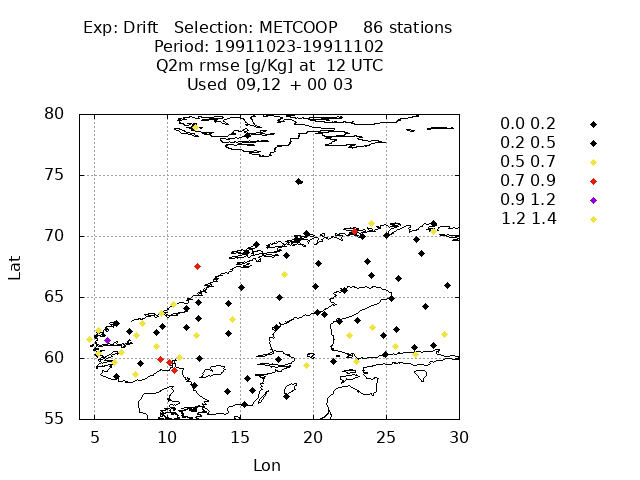 Exp: Drift Selection: METCOOP 86 stations
Period: 19911023-19911102
Q2m rmse [g/Kg] at 12 UTC
Used 09,12 + 00 03
80
75
70
65
60
55
5 10 15 20 25 30
Lat
Lon
0.0 0.2
0.2 0.5
0.5 0.7
0.7 0.9
0.9 1.2
1.2 1.4